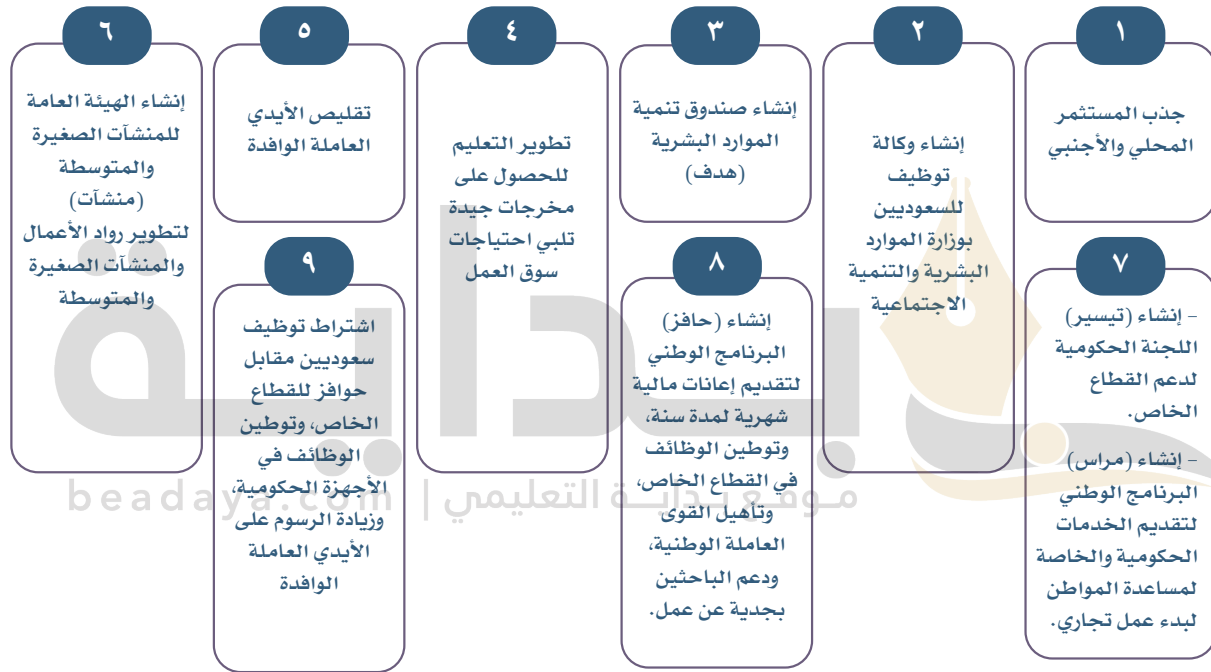 ١
جذب المستثمر
المحلي والأجنبي
٢
إنشاء وكالة
توظيف
للسعوديين
بوزارة الموارد
البشرية والتنمية
الاجتماعية
٣
إنشاء صندوق تنمية
الموارد البشرية
(هدف)
٤
تطوير التعليم
للحصول على
مخرجات جيدة
تلبي احتياجات
سوق العمل
٥
تقليص الأيدي
العاملة الوافدة
٦
إنشاء الهيئة العامة
للمنشآت الصغيرة
والمتوسطة
(منشآت)
لتطوير رواد الأعمال
والمنشآت الصغيرة
والمتوسطة
٧
- إنشاء (تيسير)
اللجنة الحكومية
لدعم القطاع
الخاص.
- إنشاء (مراس)
البرنامج الوطني
لتقديم الخدمات
الحكومية والخاصة
لمساعدة المواطن
لبدء عمل تجاري.
٨
إنشاء (حافز)
البرنامج الوطني
لتقديم إعانات مالية
شهرية لمدة سنة،
وتوطين الوظائف
في القطاع الخاص،
وتأهيل القوى
العاملة الوطنية،
ودعم الباحثين
بجدية عن عمل.
٩
اشتراط توظيف
سعوديين مقابل
حوافز للقطاع
الخاص، وتوطين
الوظائف في
الأجهزة الحكومية،
وزيادة الرسوم على
الأيدي العاملة
الوافدة
بداية
موقع بداية التعليمي | beadaya.com